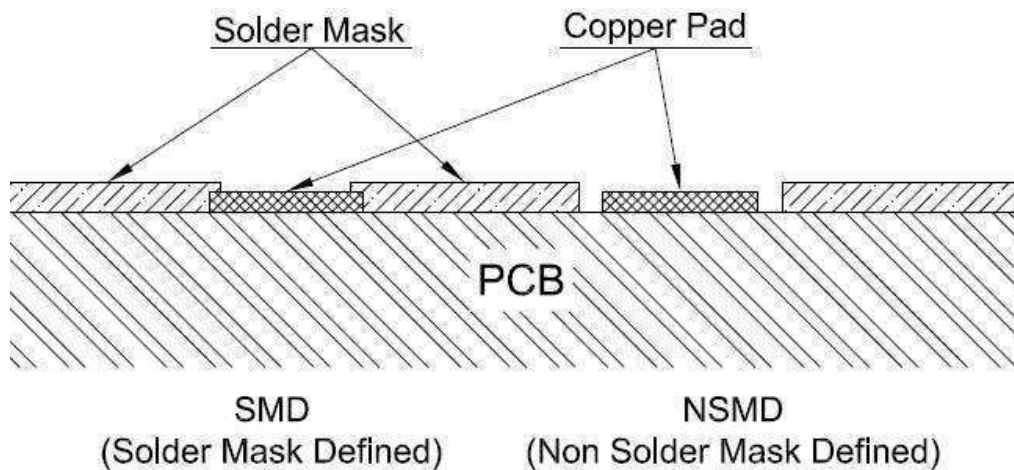 Solder Mask
Copper Pad
PCB
SMD
(Solder Mask Defined)
NSMD
(Non Solder Mask Defined)